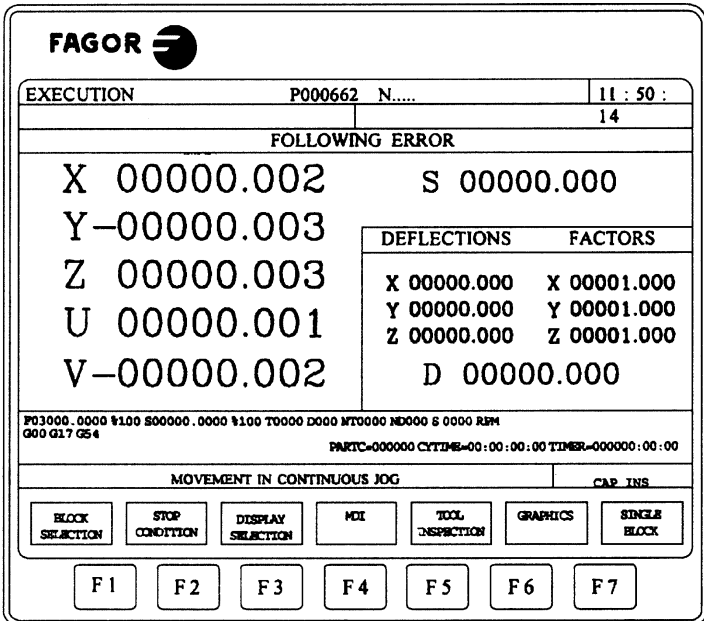 FAGOR
EXECUTION P000662 N..... 11 : 50 :
14
FOLLOWING ERROR
X 00000.002 S 00000.000
Y-00000.003 DEFLECTIONS FACTORS
Z 00000.003 X 00000.000 X 00001.000
U 00000.001 Y 00000.000 Y 00001.000
Z 00000.000 Z 00001.000
V-00000.002 D 00000.000
F03000.0000 %100 S00000.0000 %100 T0000 D000 NT0000 ND000 S 0000 RPM
G00 G17 G54
PARTC=000000 CYTIME=00:00:00:00 TIMER=000000:00:00
MOVEMENT IN CONTINUOUS JOG CAP INS
BLOCK SELECTION STOP CONDITION DISPLAY SELECTION MDI TOOL INSPECTION GRAPHICS SINGLE BLOCK
F1 F2 F3 F4 F5 F6 F7